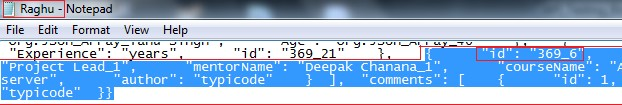 Raghu - Notepad
File Edit Format View Help
"Experience": "years", "id": "369_21" }, { "id": "369_6",
"Project Lead_1", "mentorName": "Deepak Chanana_1", "courseName": "A
server", "author": "typicode" } ], "comments": [ { "id": 1,
"typicode" }}